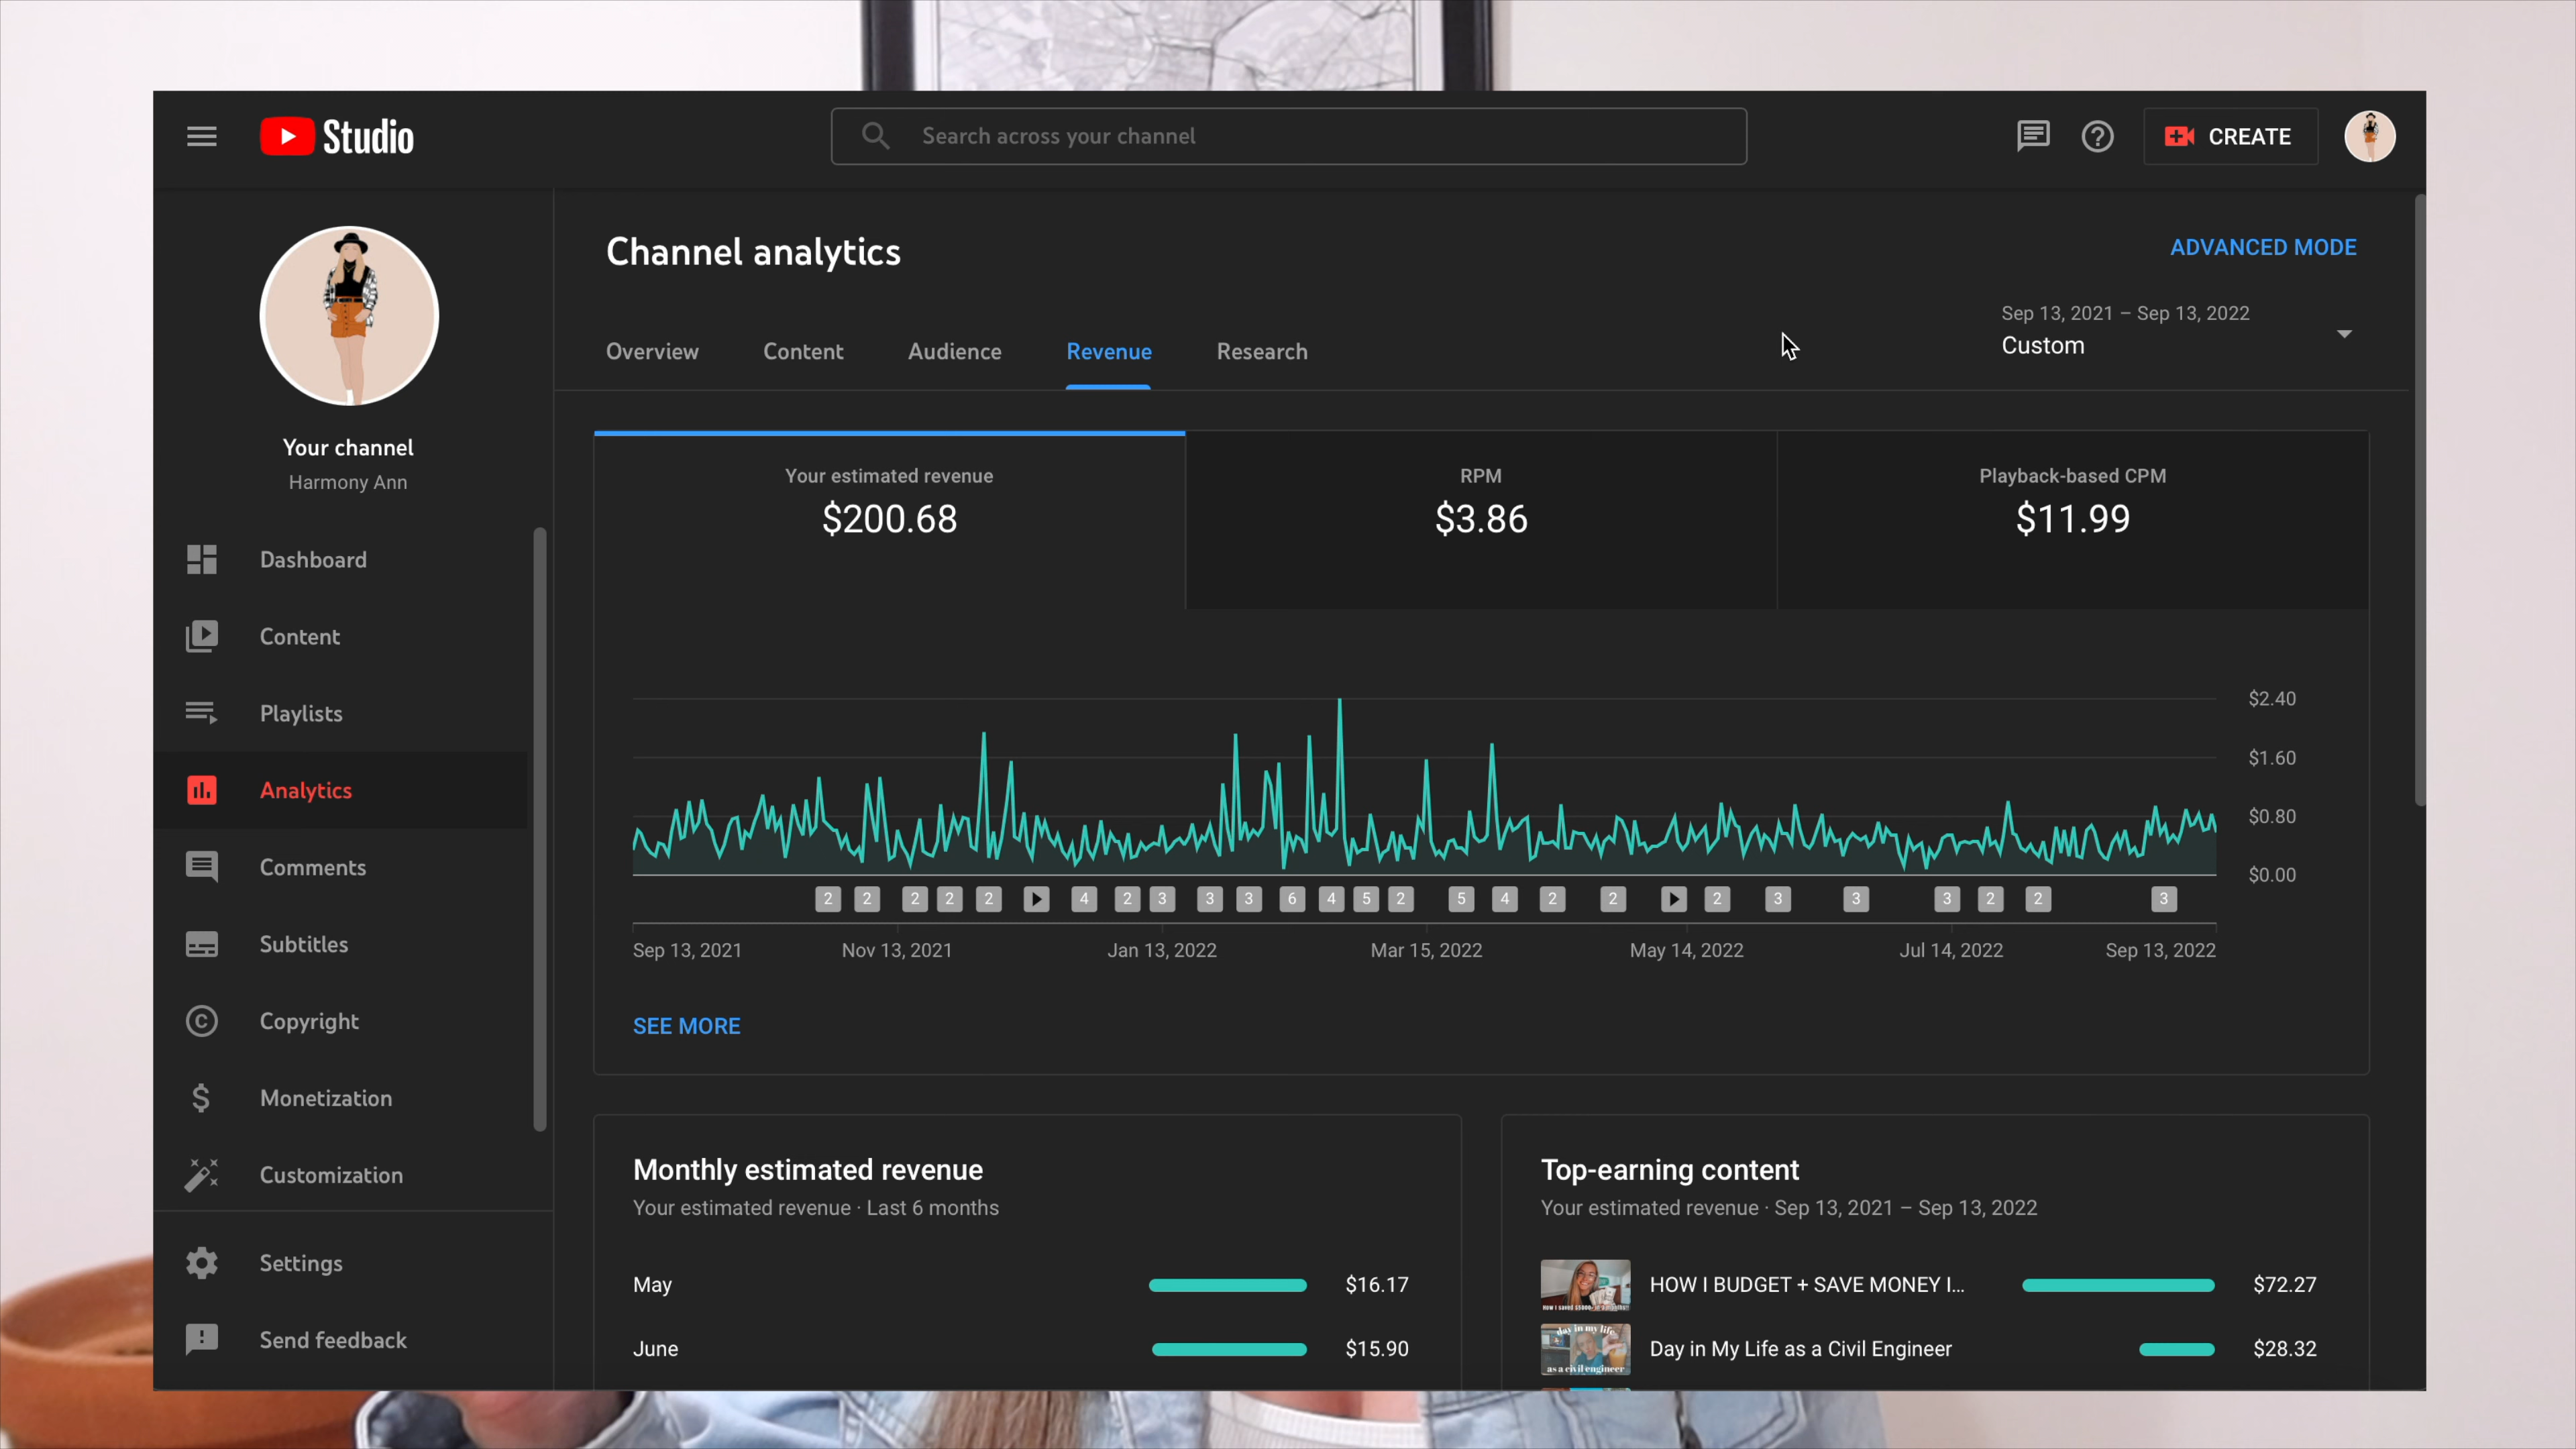 Studio
Search across your channel
CREATE
Channel analytics
ADVANCED MODE
Sep 13, 2021 – Sep 13, 2022
Custom
Overview
Content
Audience
Revenue
Research
Your channel
Harmony Ann
Dashboard
Content
Playlists
Analytics
Comments
Subtitles
Copyright
Monetization
Customization
Settings
Send feedback
Your estimated revenue
$200.68
RPM
$3.86
Playback-based CPM
$11.99
$2.40
$1.60
$0.80
$0.00
2 2 2 2 2 4 2 3 3 3 6 4 5 2 5 4 2 2 2 3 3 3 2 2 3
Sep 13, 2021
Nov 13, 2021
Jan 13, 2022
Mar 15, 2022
May 14, 2022
Jul 14, 2022
Sep 13, 2022
SEE MORE
Monthly estimated revenue
Your estimated revenue · Last 6 months
May $16.17
June $15.90
Top-earning content
Your estimated revenue · Sep 13, 2021 – Sep 13, 2022
HOW I BUDGET + SAVE MONEY I... $72.27
day in my life
as a civil engineer
Day in My Life as a Civil Engineer $28.32